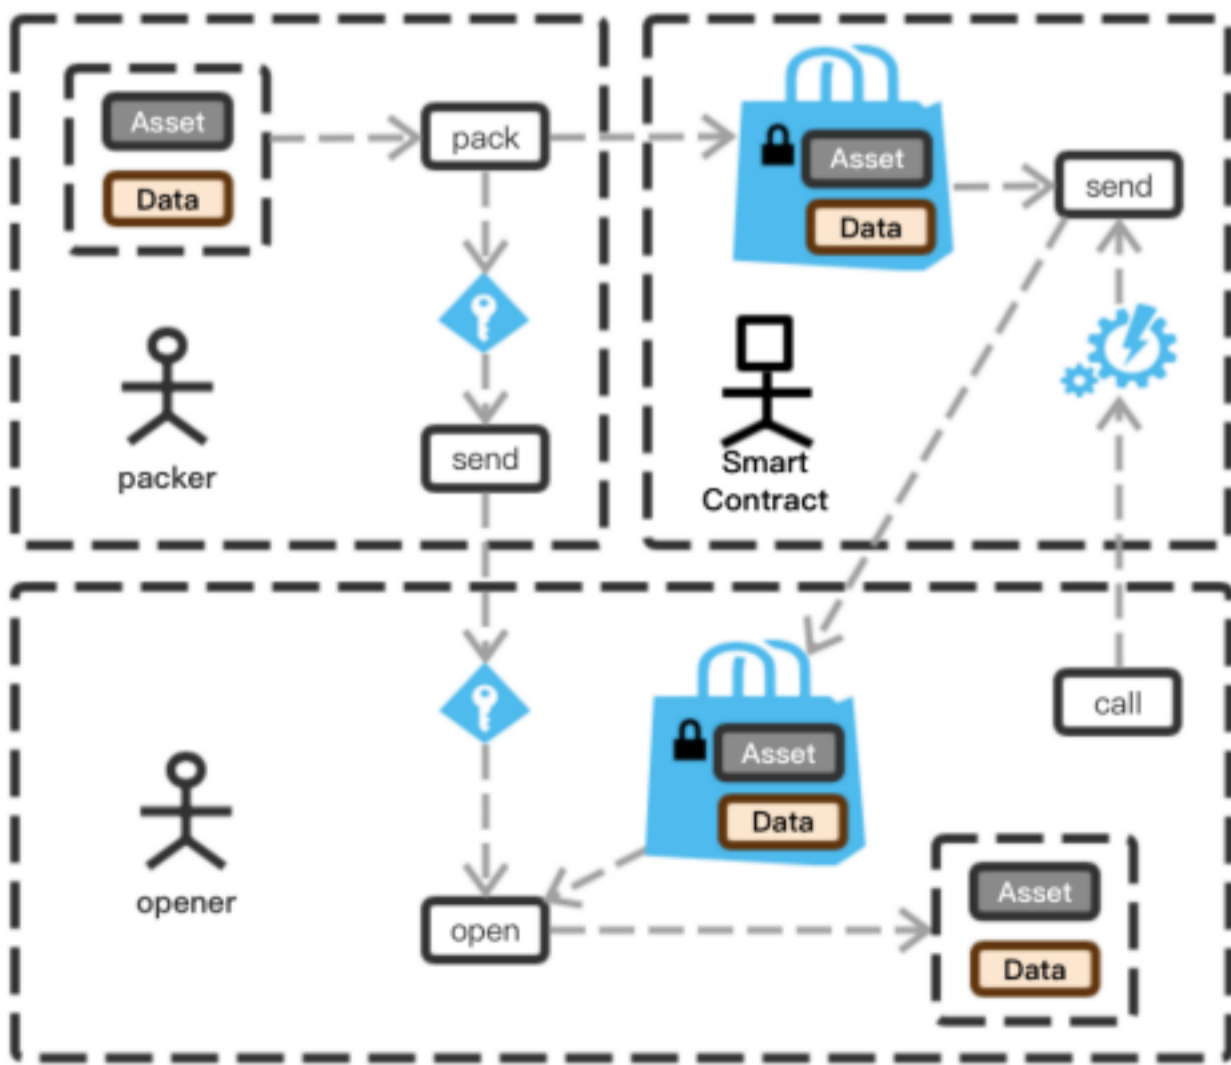 Asset
Data
pack
send
packer
Asset
Data
send
Smart
Contract
call
Asset
Data
opener
open
Asset
Data